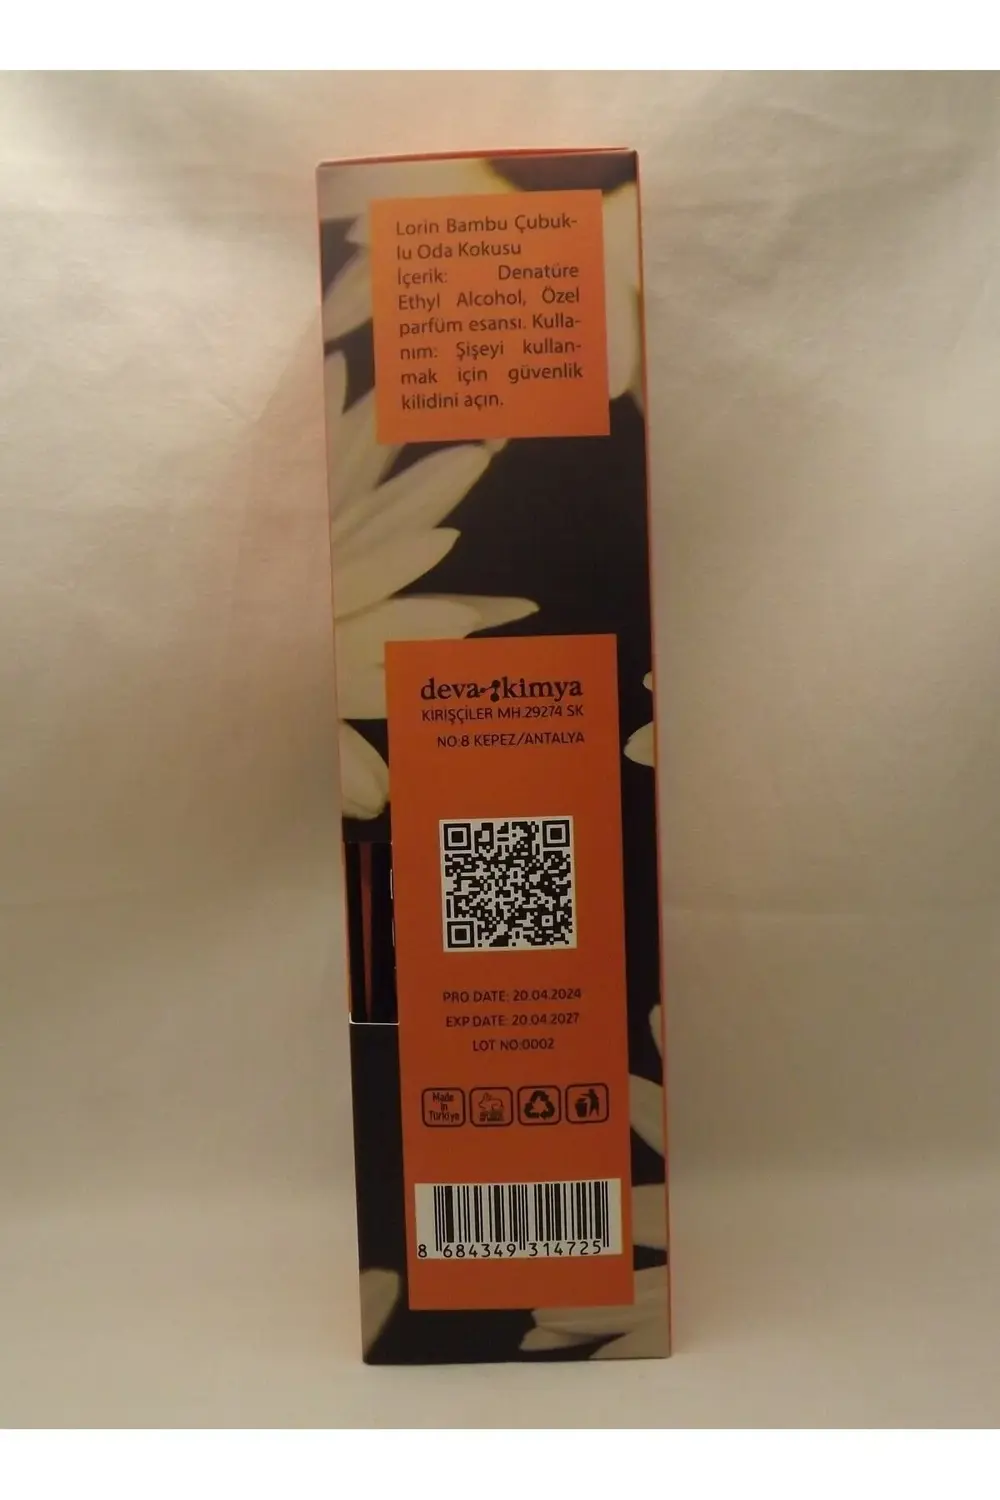 Lorin Bambu Çubuk-
lu Oda Kokusu
İçerik: Denatüre
Ethyl Alcohol, Özel
parfüm esansı. Kulla-
nım: Şişeyi kullan-
mak için güvenlik
kilidini açın.
deva kimya
KIRIŞÇİLER MH.29274 SK
NO:8 KEPEZ/ANTALYA
PRO DATE: 20.04.2024
EXP DATE: 20.04.2027
LOT NO:0002
Made
in
Türkiye
8 684349 314725